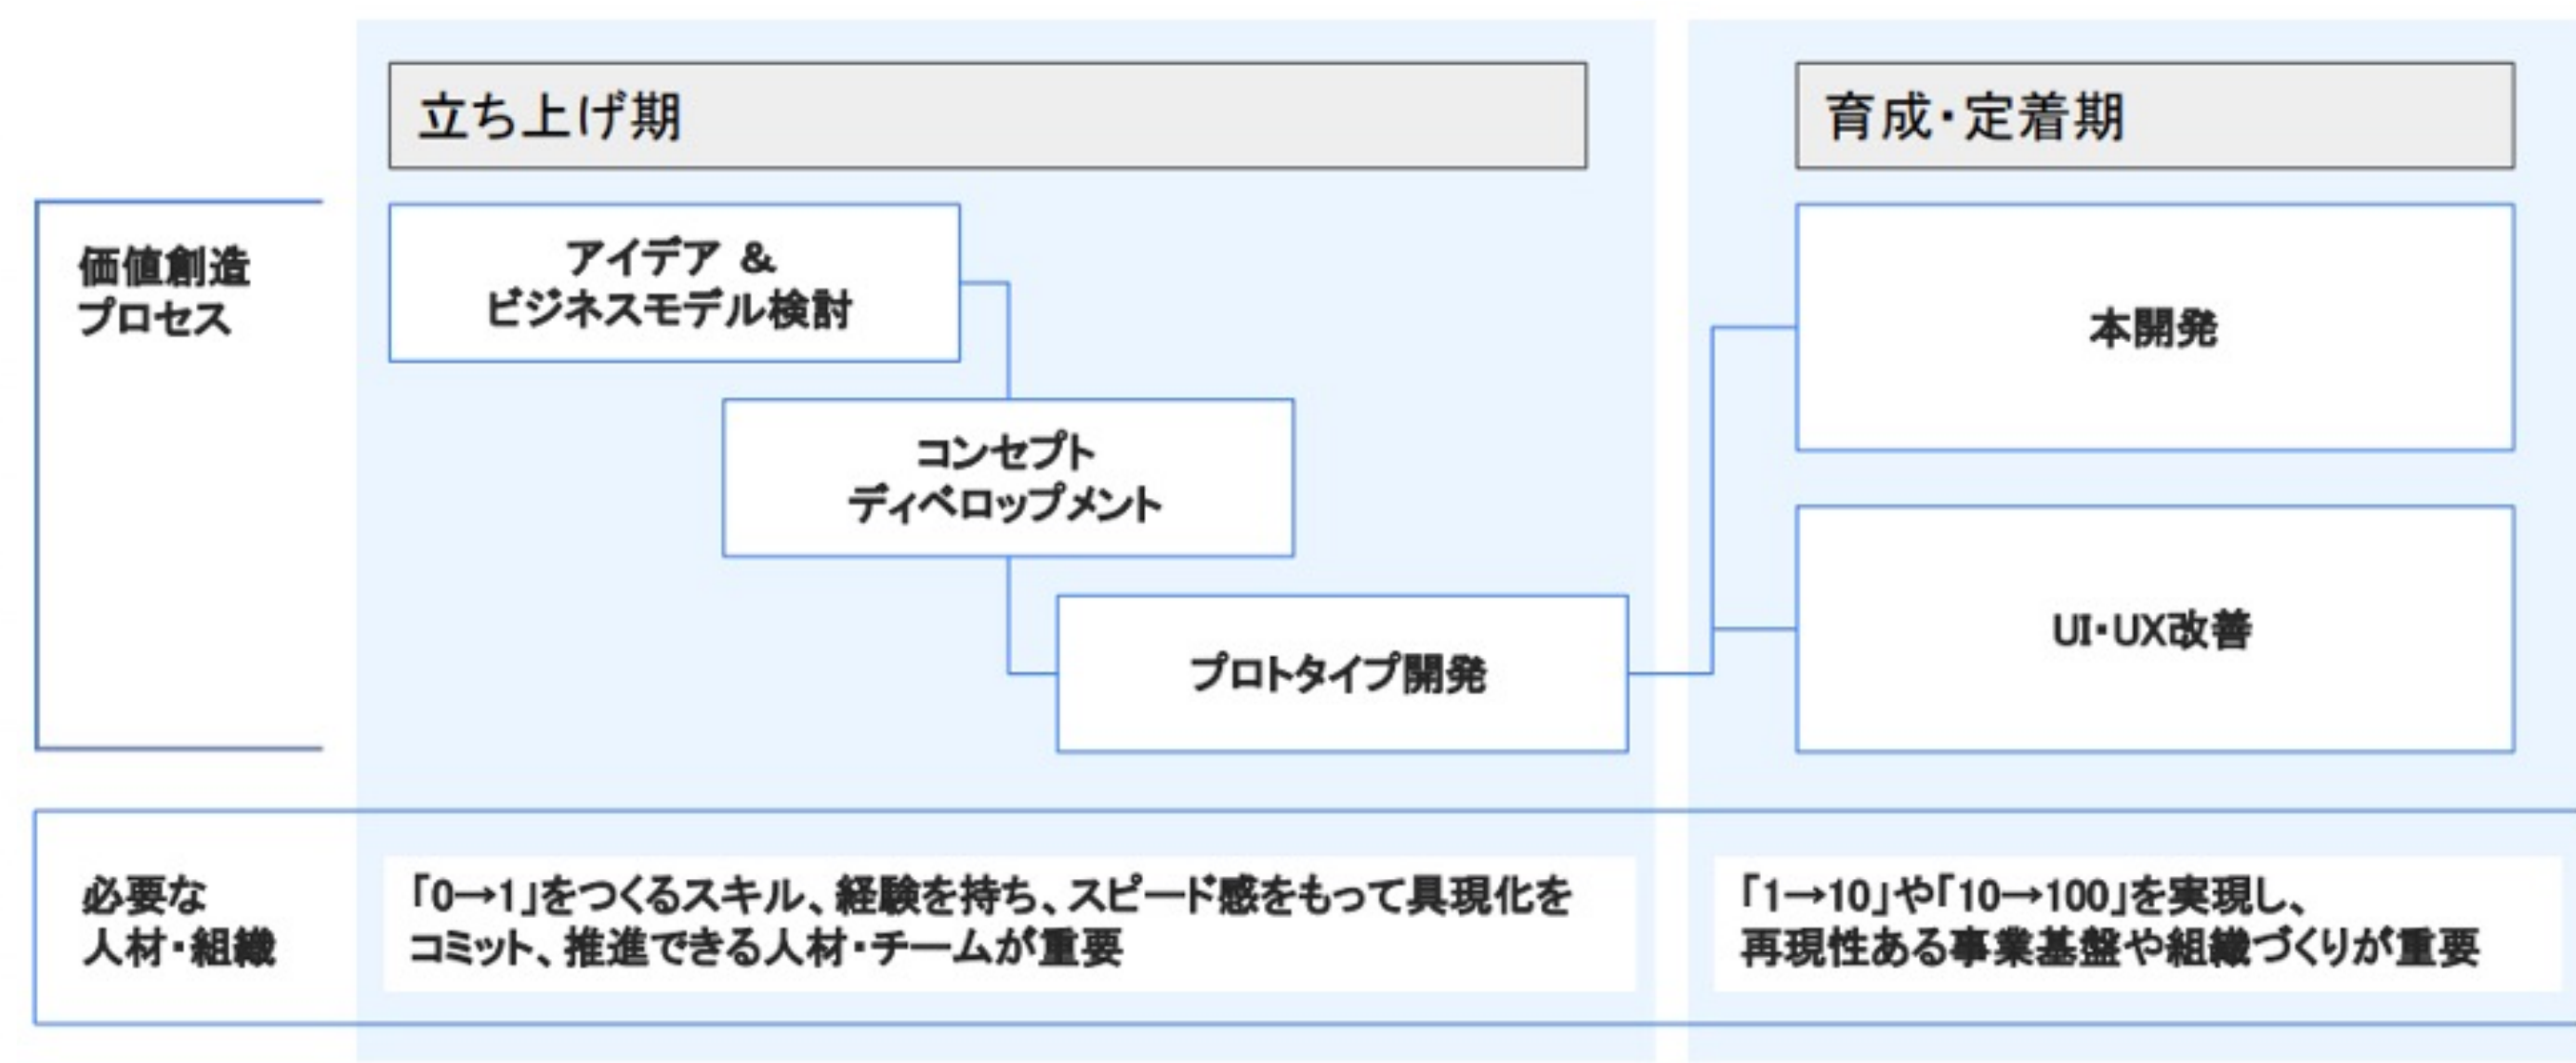 立ち上げ期
育成・定着期
価値創造
プロセス
アイデア &
ビジネスモデル検討
コンセプト
ディベロップメント
プロトタイプ開発
本開発
UI・UX改善
必要な
人材・組織
「0→1」をつくるスキル、経験を持ち、スピード感をもって具現化を
コミット、推進できる人材・チームが重要
「1→10」や「10→100」を実現し、
再現性ある事業基盤や組織づくりが重要